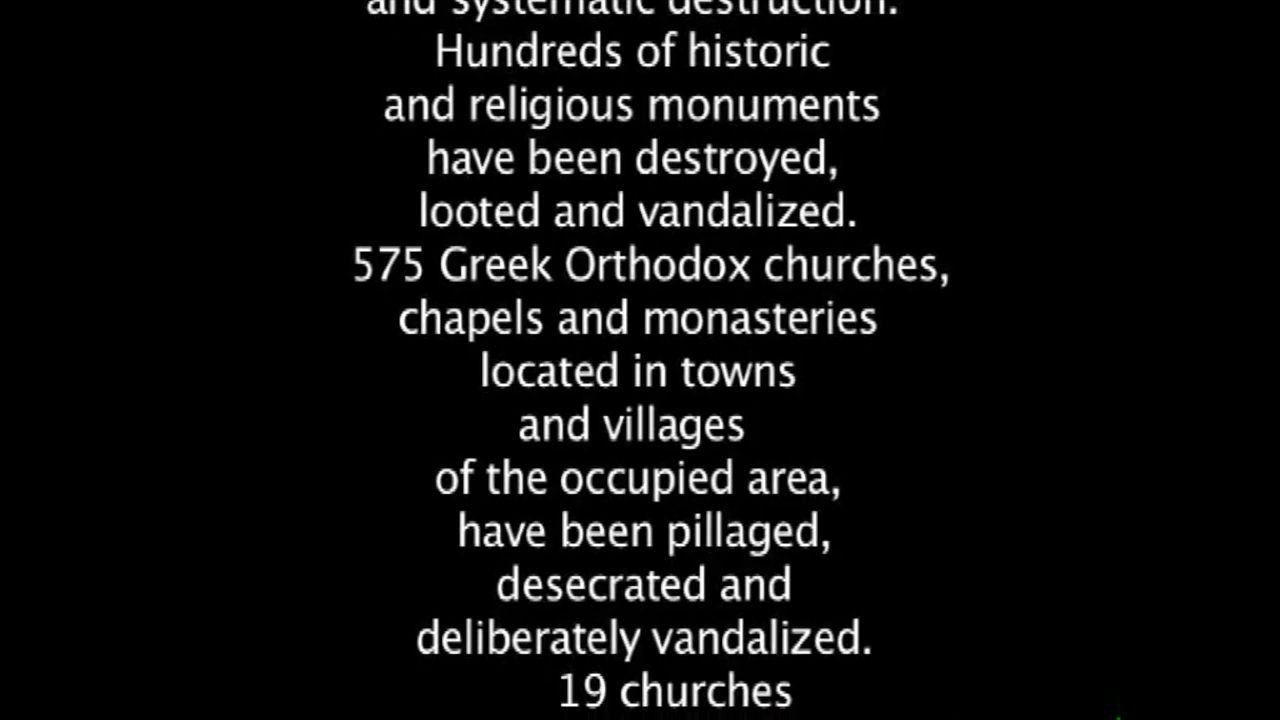 and systematic destruction.
Hundreds of historic
and religious monuments
have been destroyed,
looted and vandalized.
575 Greek Orthodox churches,
chapels and monasteries
located in towns
and villages
of the occupied area,
have been pillaged,
desecrated and
deliberately vandalized.
19 churches